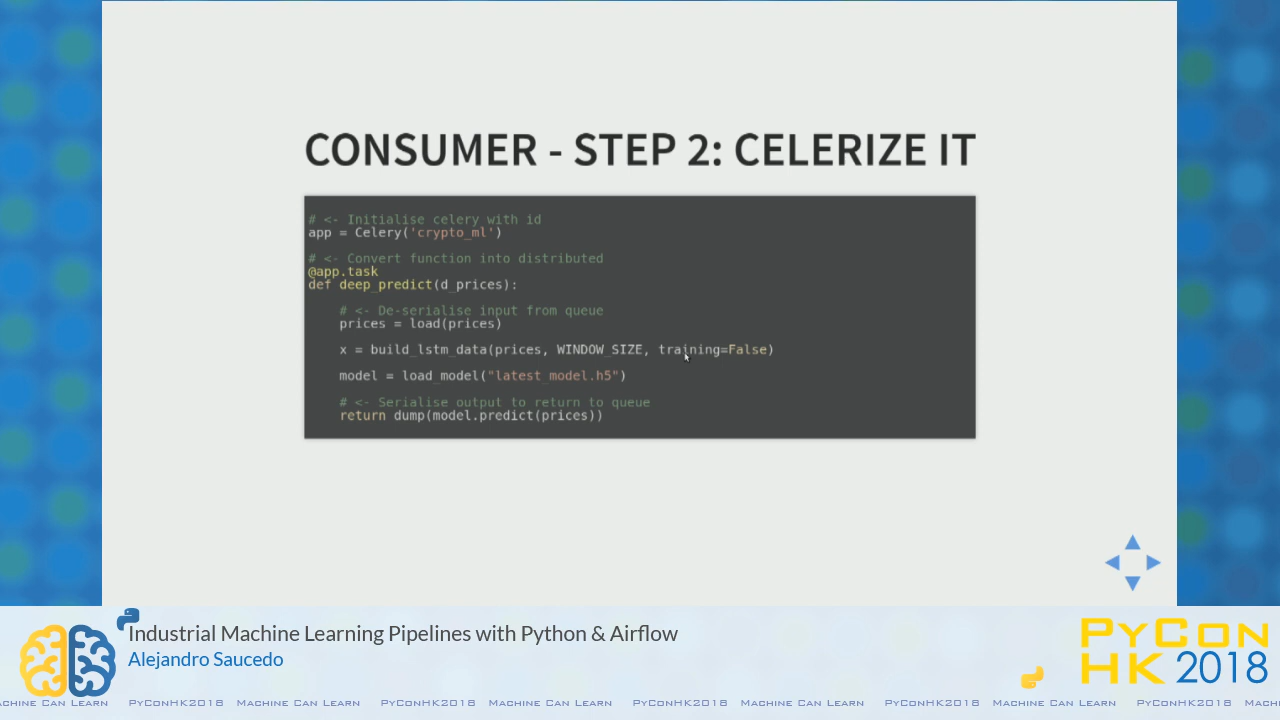 CONSUMER - STEP 2: CELERIZE IT
# <- Initialise celery with id
app = Celery('crypto_ml')
# <- Convert function into distributed
@app.task
def deep_predict(d_prices):
# <- De-serialise input from queue
prices = load(prices)
x = build_lstm_data(prices, WINDOW_SIZE, training=False)
model = load_model("latest_model.h5")
# <- Serialise output to return to queue
return dump(model.predict(prices))
Industrial Machine Learning Pipelines with Python & Airflow
Alejandro Saucedo
PyCon
HK 2018
achine Can Learn PyConHK2018 Machine Can Learn PyConHK2018 Machine Can Learn PyConHK2018 Machine Can Learn PyConHK2018 Machine Can Learn PyConHK2018 Mach